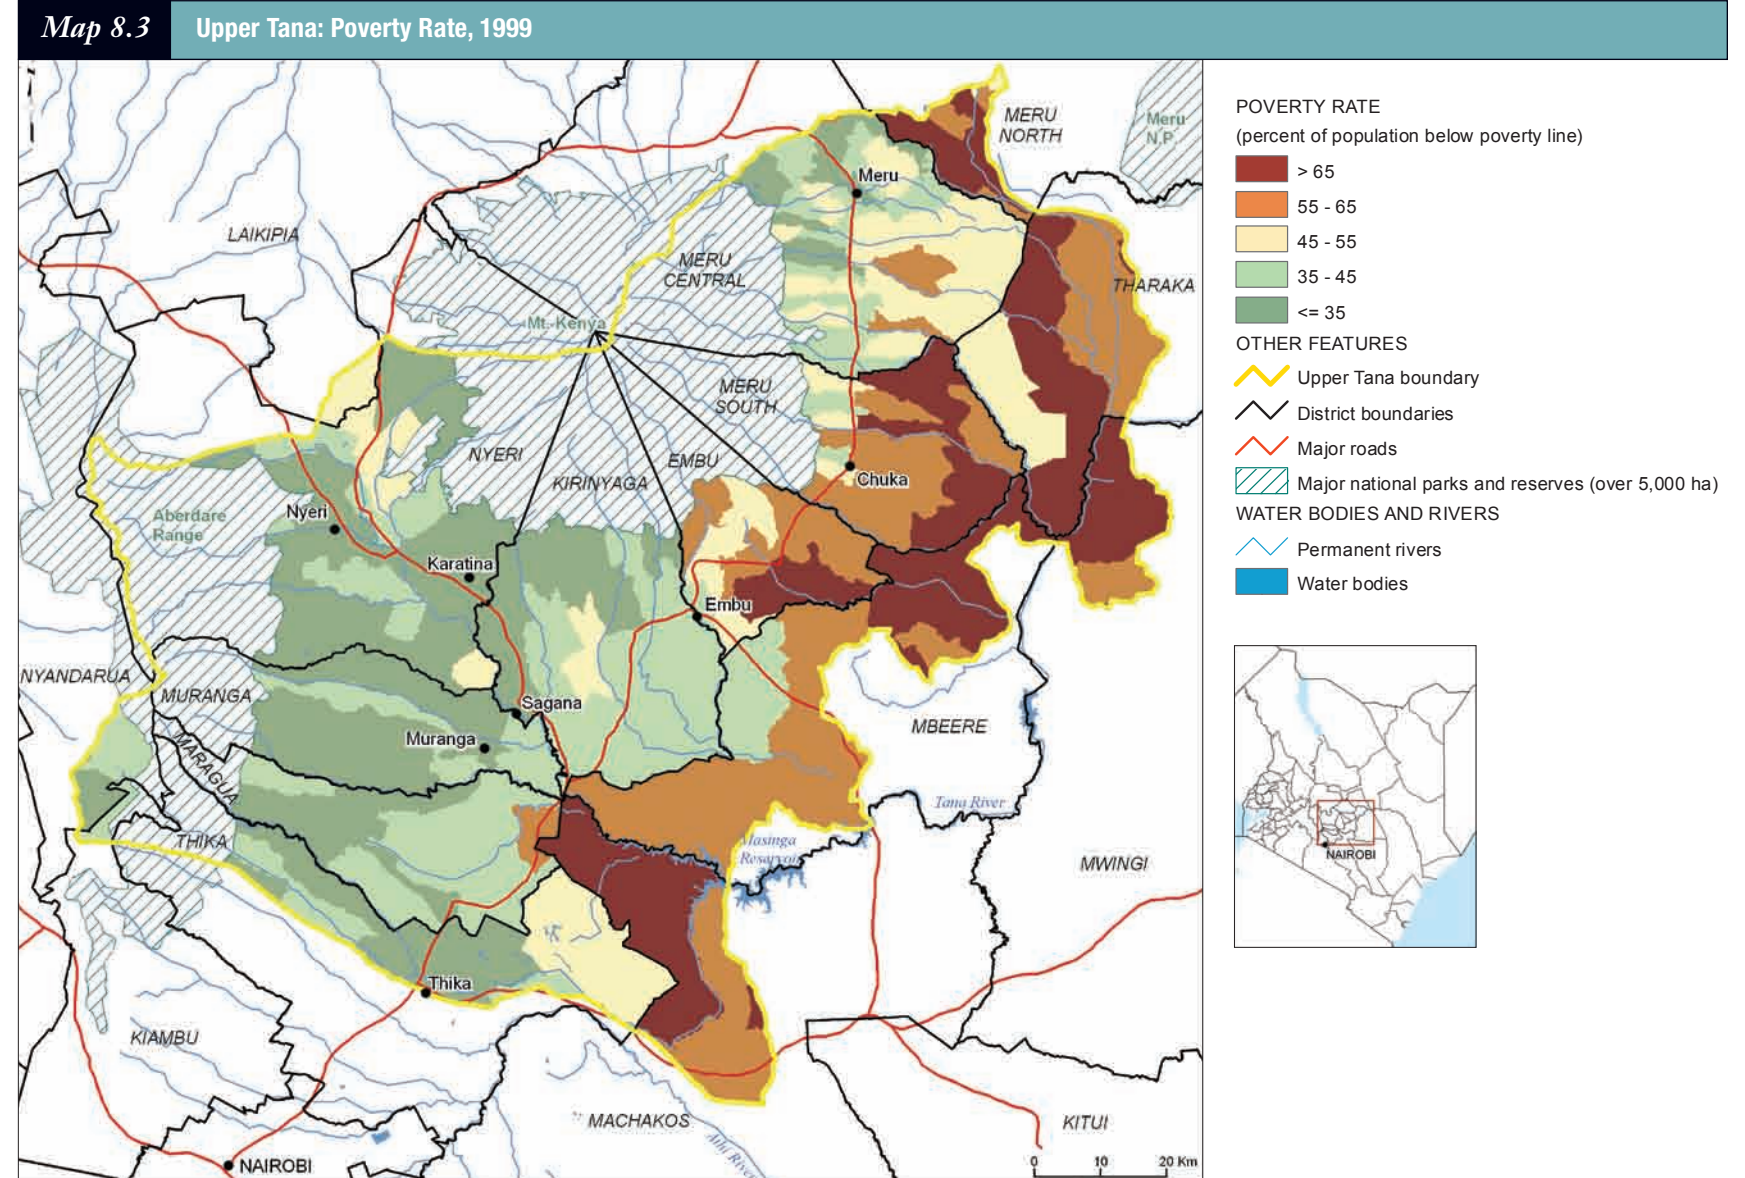 Map 8.3
Upper Tana: Poverty Rate, 1999
MERU
NORTH
Meru
N.P.
Meru
LAIKIPIA
MERU
CENTRAL
THARAKA
Mt. Kenya
MERU
SOUTH
NYERI
EMBU
KIRINYAGA
Chuka
Aberdare
Range
Nyeri
Karatina
Embu
NYANDARUA
MURANGA
Sagana
MBEERE
Muranga
MARAGUA
Tana River
THIKA
Masinga
Reservoir
MWINGI
Thika
KIAMBU
MACHAKOS
KITUI
Athi River
NAIROBI
0 10 20 Km
POVERTY RATE
(percent of population below poverty line)
> 65
55 - 65
45 - 55
35 - 45
<= 35
OTHER FEATURES
Upper Tana boundary
District boundaries
Major roads
Major national parks and reserves (over 5,000 ha)
WATER BODIES AND RIVERS
Permanent rivers
Water bodies
NAIROBI